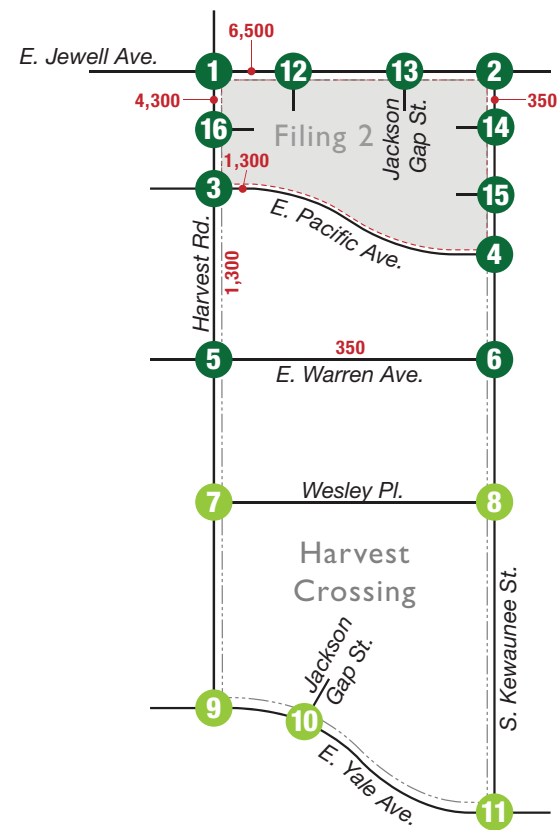 6,500
E. Jewell Ave.
1
12
13
2
4,300
350
16
Filing 2
Jackson
Gap St.
14
1,300
3
15
E. Pacific Ave.
4
Harvest Rd.
1,300
350
5
6
E. Warren Ave.
Wesley Pl.
7
8
Harvest
Crossing
S. Kewaunee St.
Jackson
Gap St.
9
10
E. Yale Ave.
11